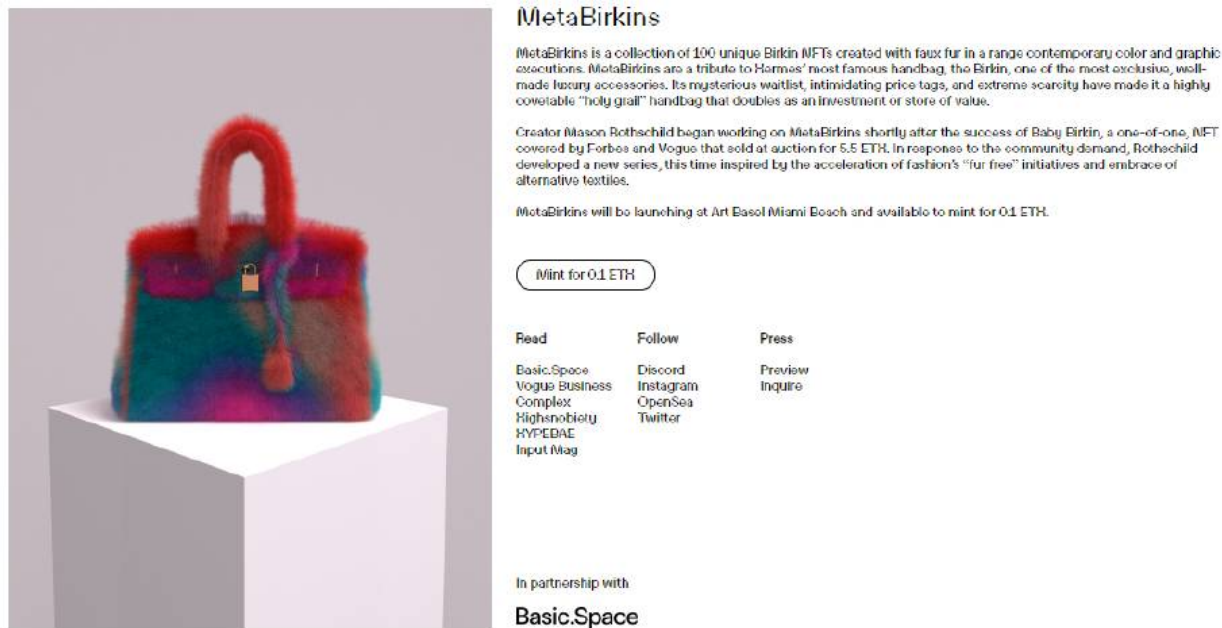 MetaBirkins
MetaBirkins is a collection of 100 unique Birkin NFTs created with faux fur in a range contemporary color and graphic
executions. MetaBirkins are a tribute to Hermes' most famous handbag, the Birkin, one of the most exclusive, well-
made luxury accessories. Its mysterious waitlist, intimidating price tags, and extreme scarcity have made it a highly
covetable "holy grail" handbag that doubles as an investment or store of value.
Creator Mason Rothschild began working on MetaBirkins shortly after the success of Baby Birkin, a one-of-one, NFT
covered by Forbes and Vogue that sold at auction for 5.5 ETH. In response to the community demand, Rothschild
developed a new series, this time inspired by the acceleration of fashion's "fur free" initiatives and embrace of
alternative textiles.
MetaBirkins will be launching at Art Basel Miami Beach and available to mint for 0.1 ETH.
Mint for 0.1 ETH
Read Follow Press
Basic.Space Discord Preview
Vogue Business Instagram Inquire
Complex OpenSea
Highsnobiety Twitter
HYPEBAE
Input Mag
In partnership with
Basic.Space